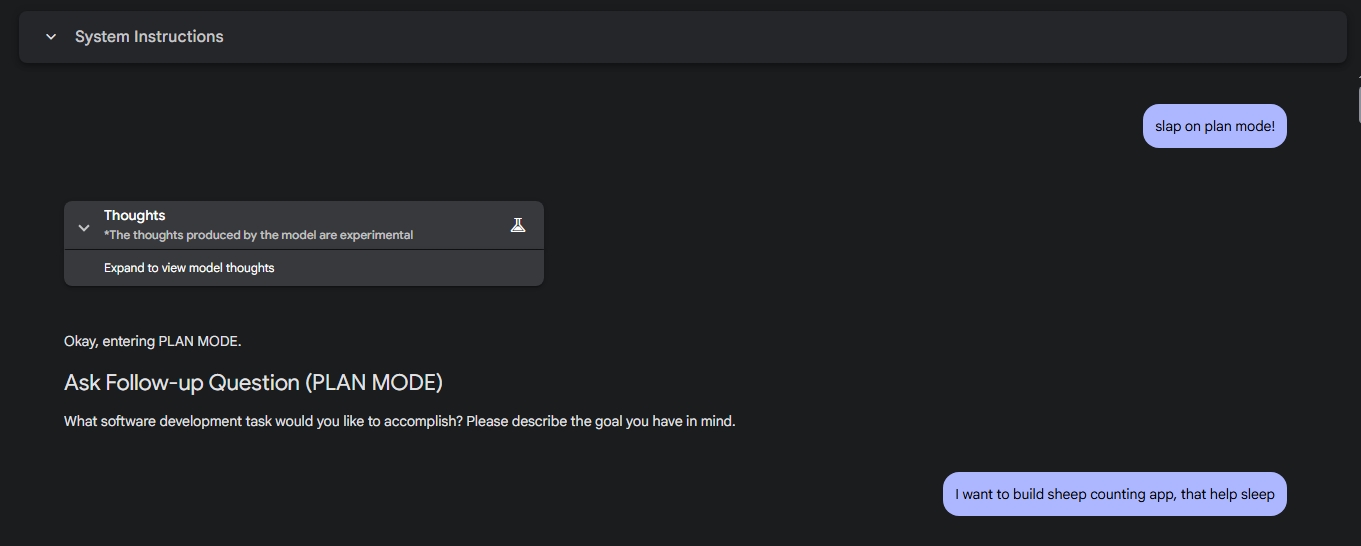 System Instructions
slap on plan mode!
Thoughts
*The thoughts produced by the model are experimental
Expand to view model thoughts
Okay, entering PLAN MODE.
Ask Follow-up Question (PLAN MODE)
What software development task would you like to accomplish? Please describe the goal you have in mind.
I want to build sheep counting app, that help sleep